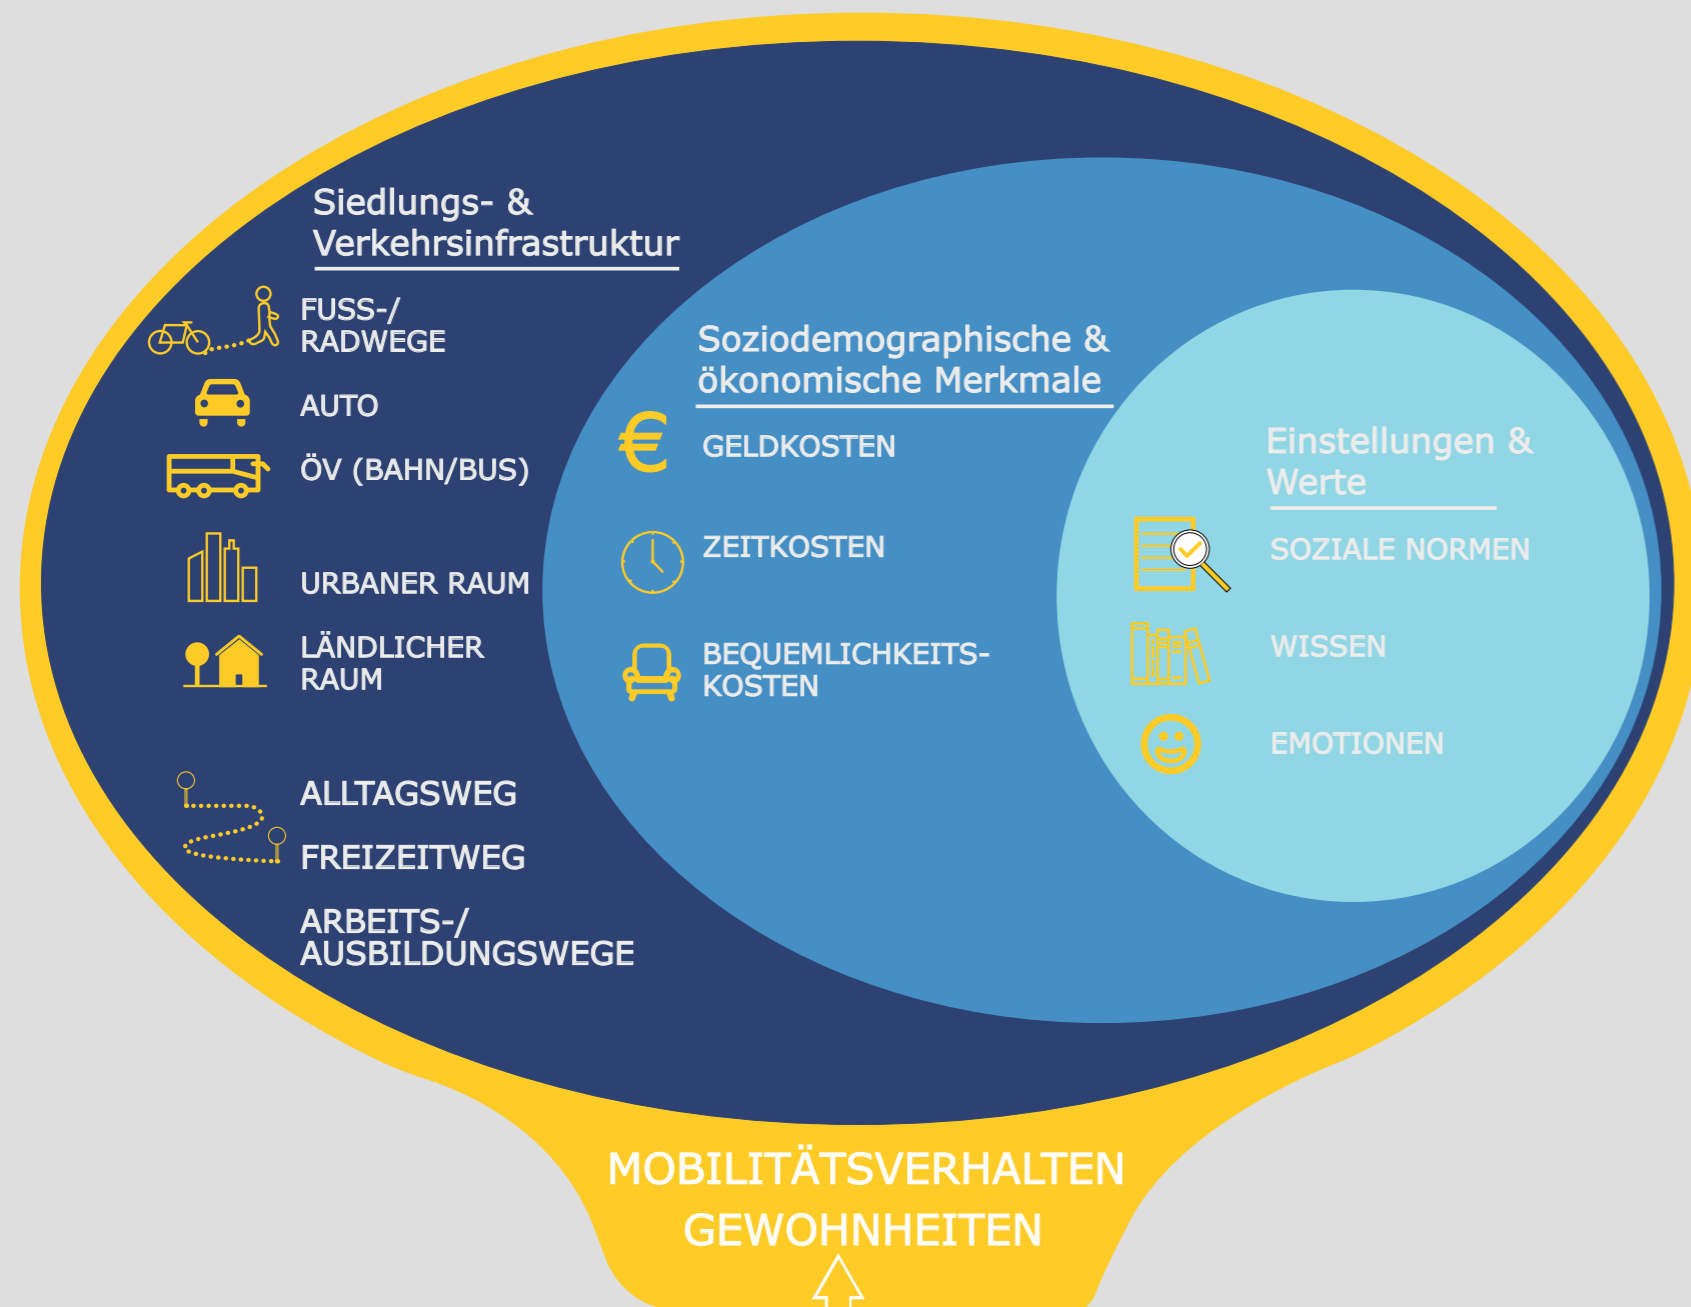 Siedlungs- &
Verkehrsinfrastruktur
FUSS-/
RADWEGE
AUTO
ÖV (BAHN/BUS)
URBANER RAUM
LÄNDLICHER
RAUM
ALLTAGSWEG
FREIZEITWEG
ARBEITS-/
AUSBILDUNGSWEGE
Soziodemographische &
ökonomische Merkmale
€
GELDKOSTEN
ZEITKOSTEN
BEQUEMLICHKEITS-
KOSTEN
Einstellungen &
Werte
SOZIALE NORMEN
WISSEN
EMOTIONEN
MOBILITÄTSVERHALTEN
GEWOHNHEITEN